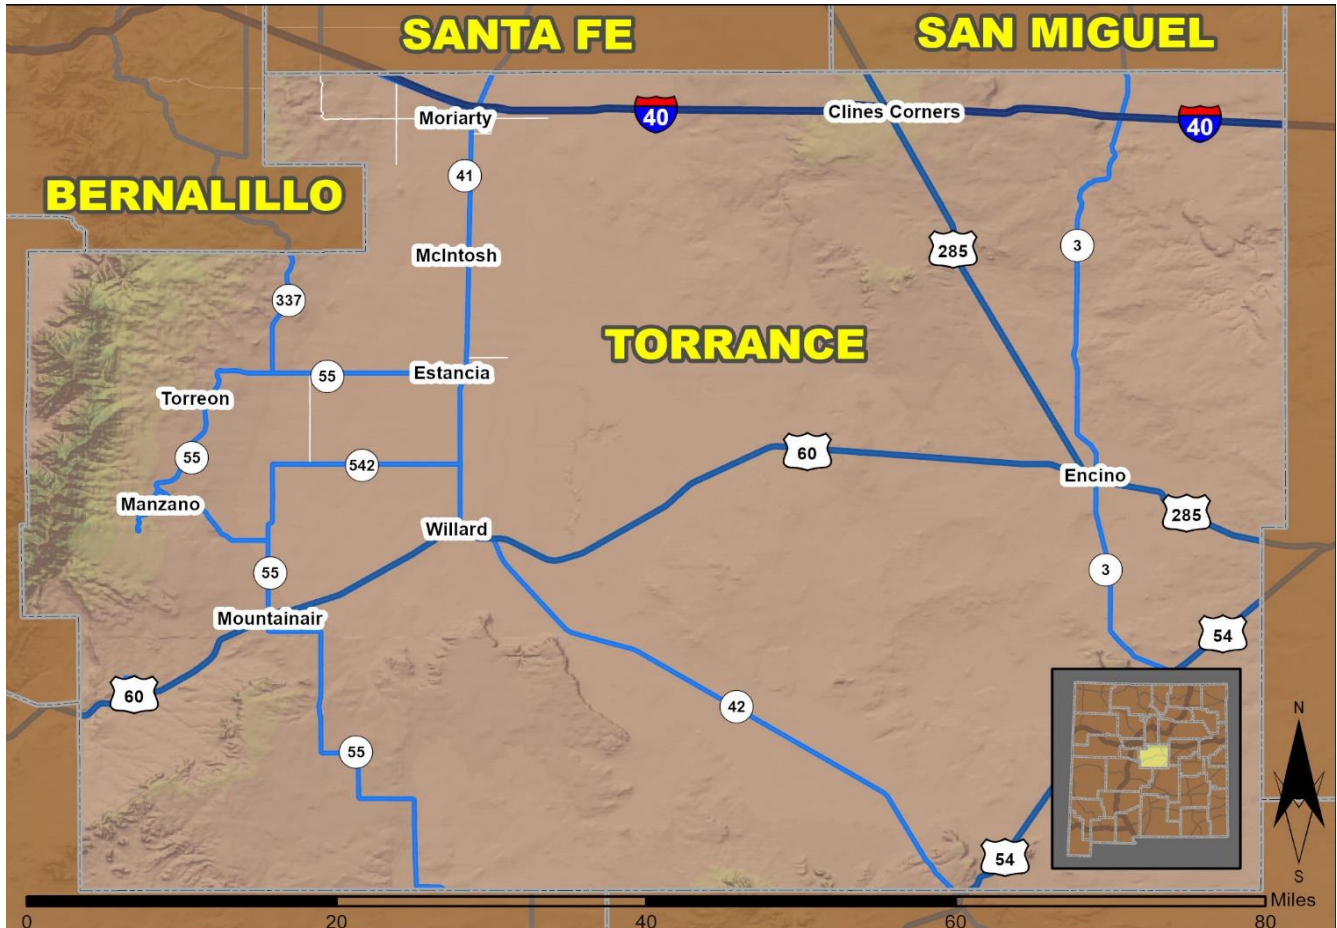 SANTA FE
SAN MIGUEL
Moriarty
40
Clines Corners
40
41
BERNALILLO
3
285
McIntosh
337
TORRANCE
Estancia
55
Torreon
60
55
542
Encino
Manzano
285
Willard
55
3
Mountainair
54
60
42
N
55
54
S
Miles
0
20
40
60
80